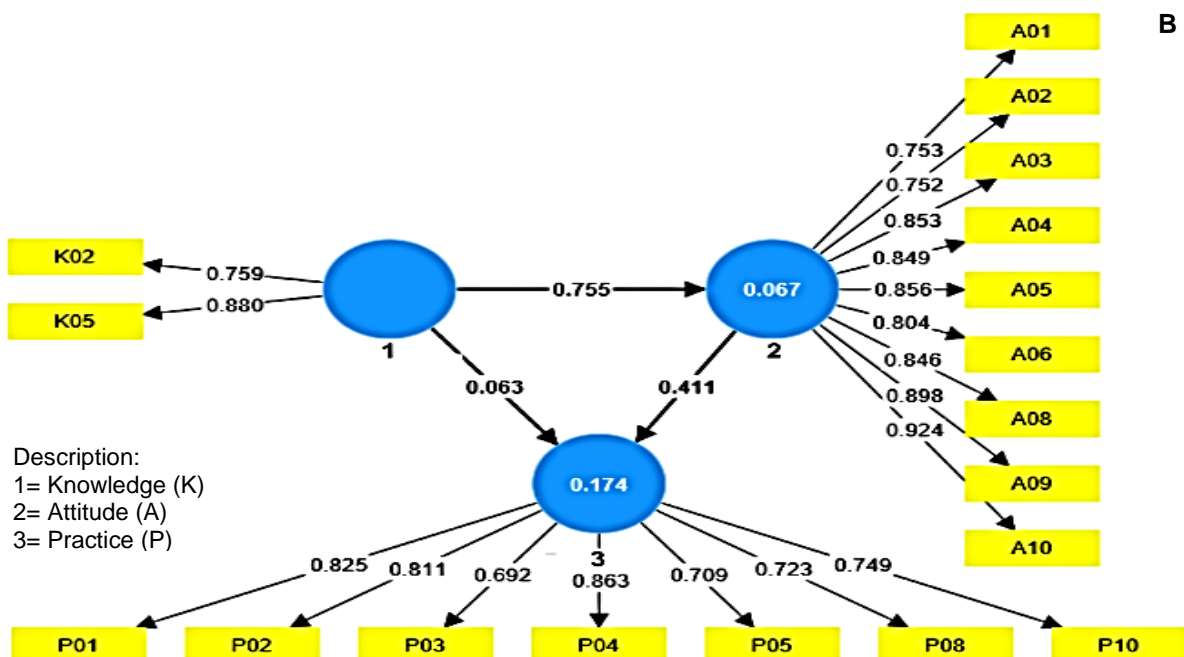 B
A01
A02
A03
A04
A05
A06
A08
A09
A10
0.753
0.752
0.853
0.849
0.856
0.804
0.846
0.898
0.924
K02
K05
0.759
0.880
1
0.755
0.067
2
0.063
0.411
0.174
3
Description:
1= Knowledge (K)
2= Attitude (A)
3= Practice (P)
0.825
0.811
0.692
0.863
0.709
0.723
0.749
P01
P02
P03
P04
P05
P08
P10